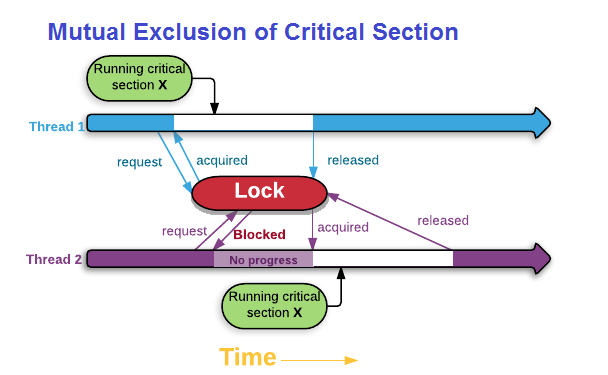 Mutual Exclusion of Critical Section
Running critical
section X
Thread 1
request
acquired
released
Lock
request
Blocked
acquired
released
Thread 2
No progress
Running critical
section X
Time